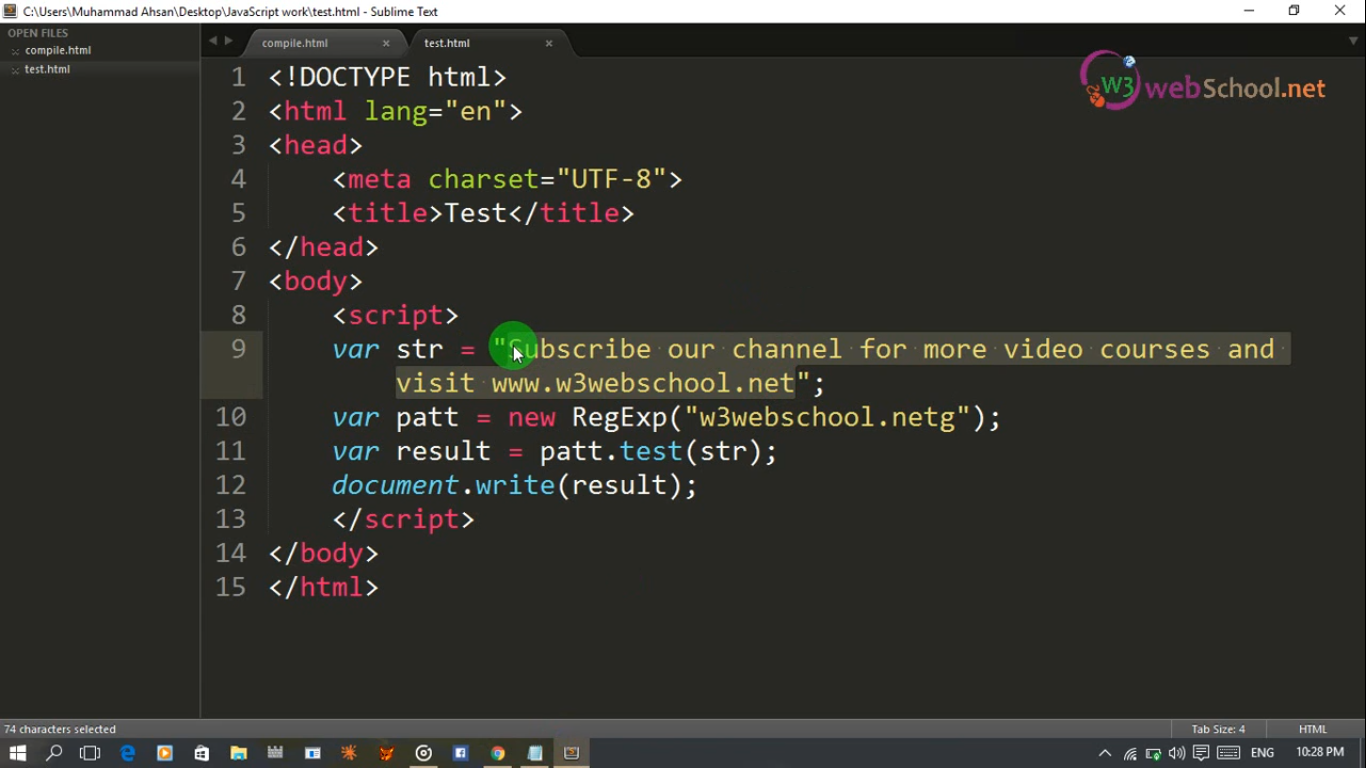 C:\Users\Muhammad Ahsan\Desktop\JavaScript work\test.html - Sublime Text
OPEN FILES
compile.html
test.html
compile.html
test.html
W3 webSchool.net
1 <!DOCTYPE html>
2 <html lang="en">
3 <head>
4 <meta charset="UTF-8">
5 <title>Test</title>
6 </head>
7 <body>
8 <script>
9 var str = "Subscribe our channel for more video courses and
visit www.w3webschool.net";
10 var patt = new RegExp("w3webschool.netg");
11 var result = patt.test(str);
12 document.write(result);
13 </script>
14 </body>
15 </html>
74 characters selected
Tab Size: 4
HTML
ENG
10:28 PM